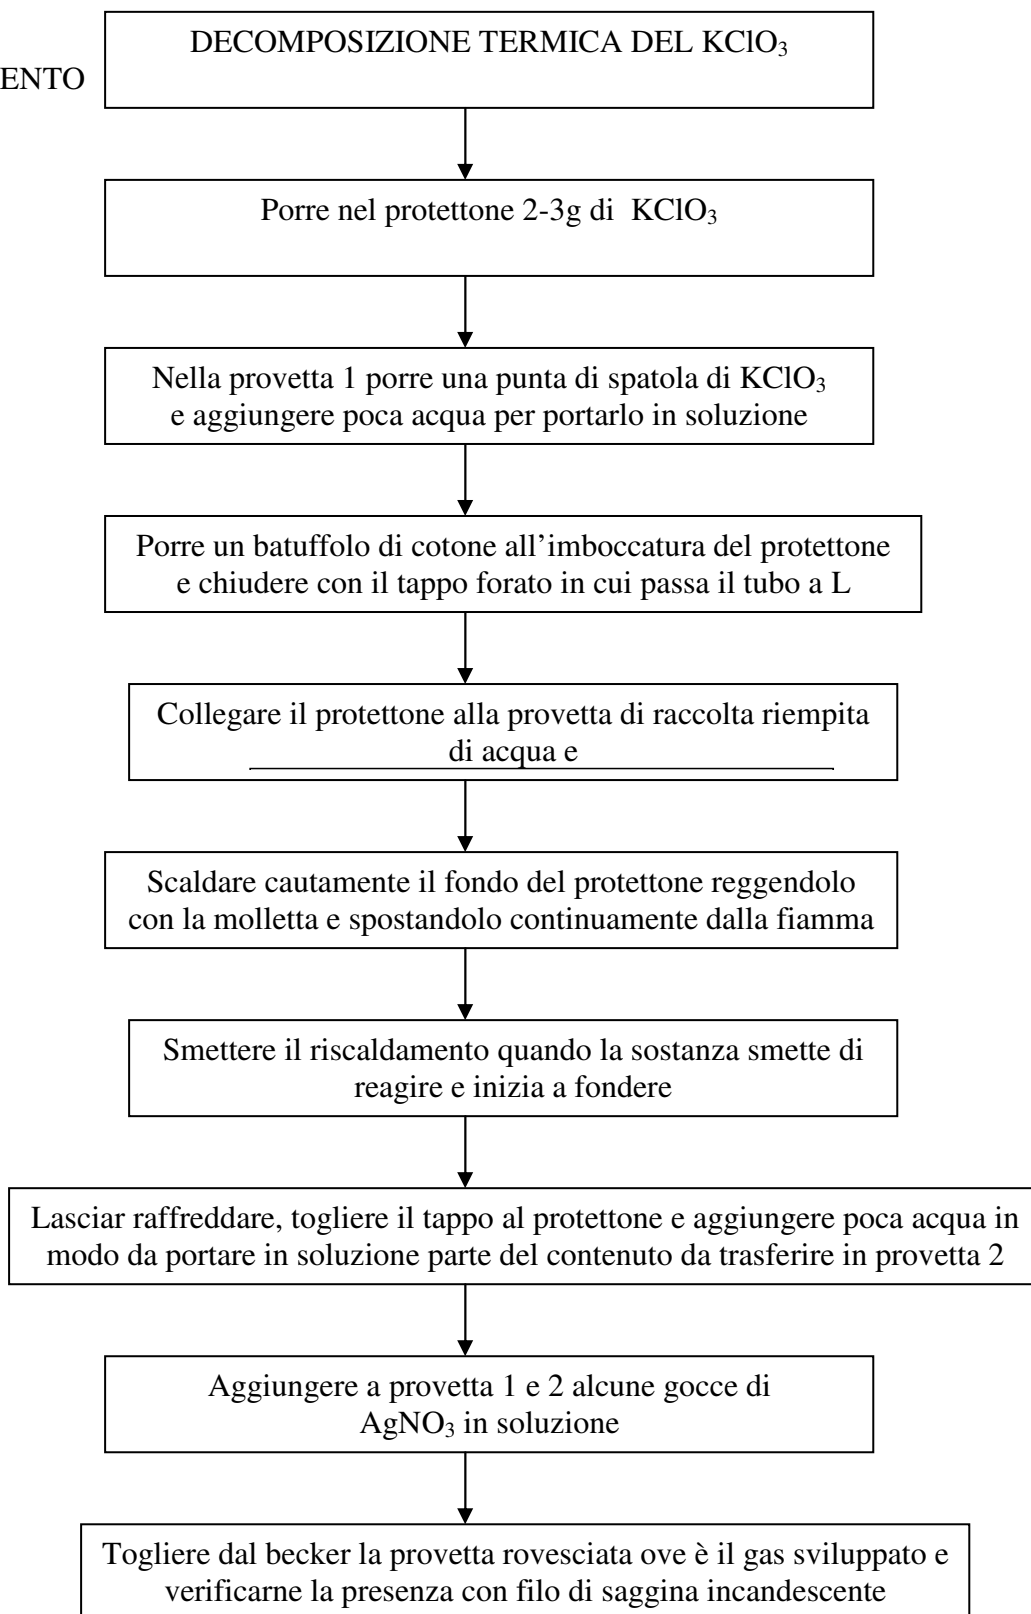 DECOMPOSIZIONE TERMICA DEL KClO₃
ENTO
Porre nel protettone 2-3g di KClO₃
Nella provetta 1 porre una punta di spatola di KClO₃
e aggiungere poca acqua per portarlo in soluzione
Porre un batuffolo di cotone all'imboccatura del protettone
e chiudere con il tappo forato in cui passa il tubo a L
Collegare il protettone alla provetta di raccolta riempita
di acqua e
Scaldare cautamente il fondo del protettone reggendolo
con la molletta e spostandolo continuamente dalla fiamma
Smettere il riscaldamento quando la sostanza smette di
reagire e inizia a fondere
Lasciar raffreddare, togliere il tappo al protettone e aggiungere poca acqua in
modo da portare in soluzione parte del contenuto da trasferire in provetta 2
Aggiungere a provetta 1 e 2 alcune gocce di
AgNO₃ in soluzione
Togliere dal becker la provetta rovesciata ove è il gas sviluppato e
verificarne la presenza con filo di saggina incandescente